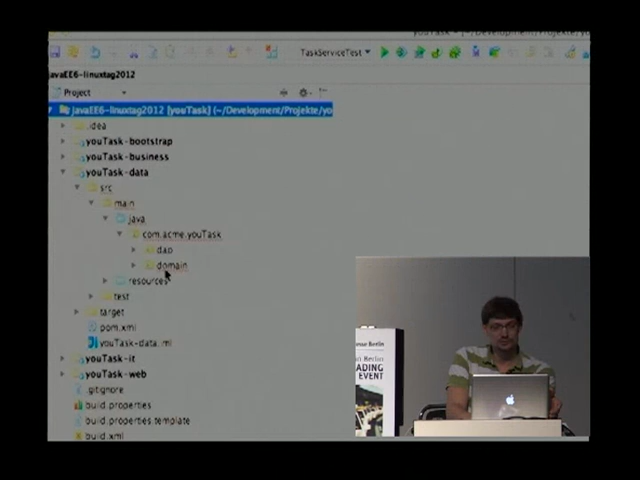 TaskServiceTest
javaEE6-linuxtag2012
Project
javaEE6-linuxtag2012 [youTask] (~/Development/Projekte/yo
.idea
youTask-bootstrap
youTask-business
youTask-data
src
main
java
com.acme.youTask
dao
domain
resources
test
target
pom.xml
youTask-data.iml
youTask-it
youTask-web
.gitignore
build.properties
build.properties.template
build.xml
Berlin
EVENT